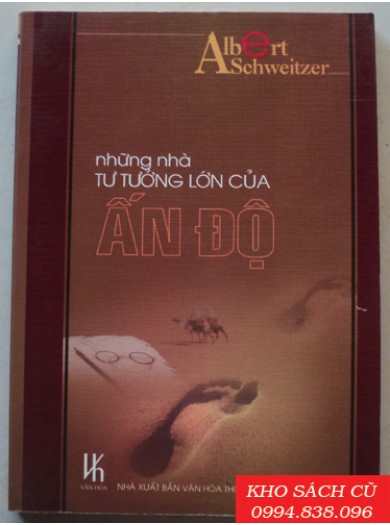 Albert
Schweitzer
những nhà
TƯ TƯỞNG LỚN CỦA
ẤN ĐỘ
VĂN HÓA
NHÀ XUẤT BẢN VĂN HÓA
KHO SÁCH CŨ
0994.838.096